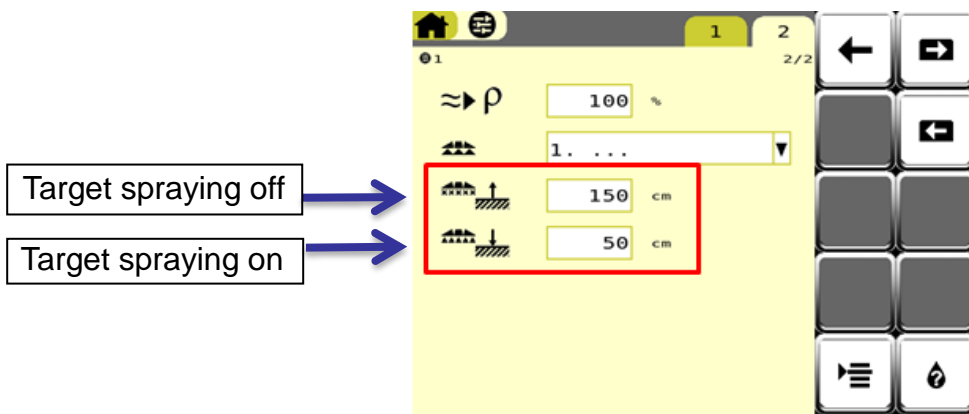 1 2
1 2/2
≈▶ρ 100 %
1. ...
Target spraying off
150 cm
Target spraying on
50 cm
?